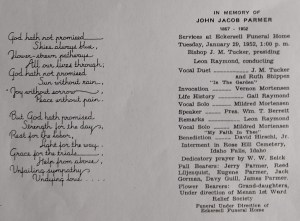 God hath not promised
Skies always blue,
Flower-strewn pathways
All our lives through;
God hath not promised
Sun without rain,
Joy without sorrow,
Peace without pain.
But God hath promised
Strength for the day,
Rest for the labor,
Light for the way,
Grace for the trials,
Help from above,
Unfailing sympathy
Undying love.
IN MEMORY OF
JOHN JACOB PARMER
1867 - 1952
Services at Eckersell Funeral Home
Tuesday, January 29, 1952, 1:00 p. m.
Bishop M. J. Tucker, presiding
Leon Raymond, conducting
Vocal Duet J. M. Tucker
and Ruth Shippen
"In The Garden"
Invocation Vernon Mortensen
Life History Gail Raymond
Vocal Solo Mildred Mortensen
Speaker Pres. Wm. T. Berrell
Remarks Leon Raymond
Vocal Solo Mildred Mortensen
"My Faith In Thee"
Benediction David Hirschi, Jr.
Interment in Rose Hill Cemetery,
Idaho Falls, Idaho
Dedicatory prayer by W. W. Selck
Pall Bearers: Jerry Parmer, Reed
Liljenquist, Eugene Parmer, Jack
Gorman, Davy Gull, James Parmer.
Flower Bearers: Grand-daughters,
Under direction of Menan 1st Ward
Relief Society
Funeral Under Direction of
Eckersell Funeral Home